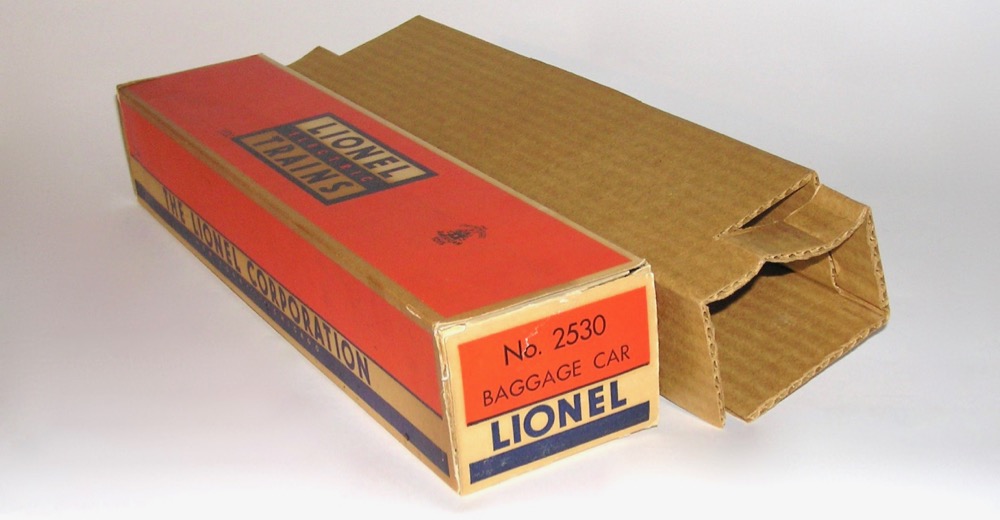 LIONEL
ELECTRIC
TRAINS
THE LIONEL CORPORATION
No. 2530
BAGGAGE CAR
LIONEL